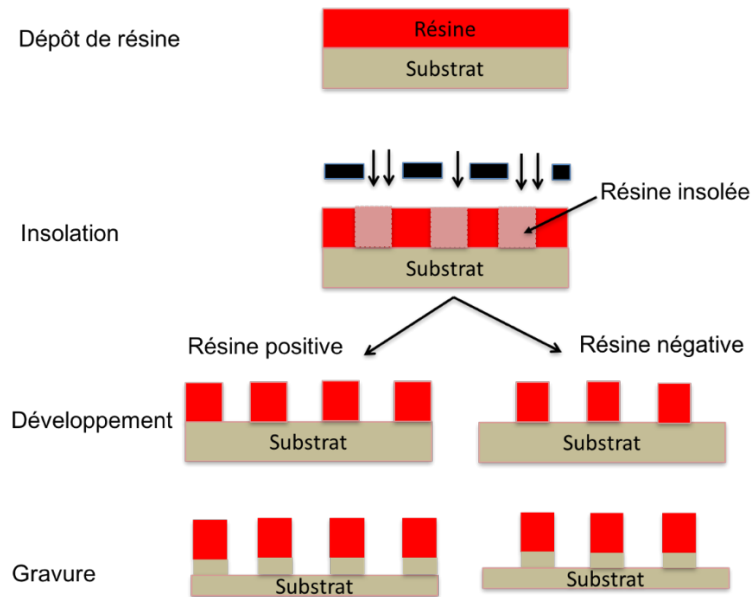 Dépôt de résine
Résine
Substrat
Résine insolée
Insolation
Substrat
Résine positive
Résine négative
Développement
Substrat
Substrat
Gravure
Substrat
Substrat